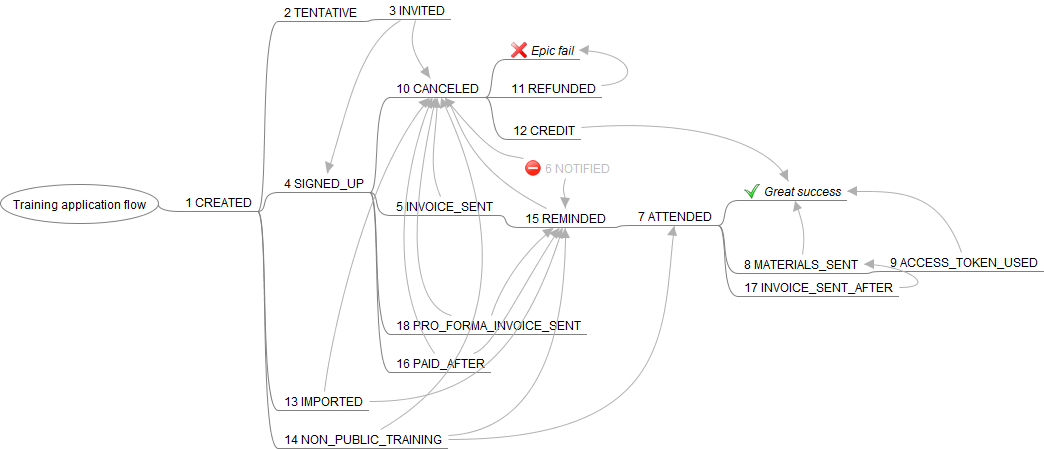 2 TENTATIVE
3 INVITED
Epic fail
10 CANCELED
11 REFUNDED
12 CREDIT
6 NOTIFIED
4 SIGNED_UP
Great success
Training application flow
1 CREATED
5 INVOICE_SENT
15 REMINDED
7 ATTENDED
8 MATERIALS_SENT
9 ACCESS_TOKEN_USED
17 INVOICE_SENT_AFTER
18 PRO_FORMA_INVOICE_SENT
16 PAID_AFTER
13 IMPORTED
14 NON_PUBLIC_TRAINING